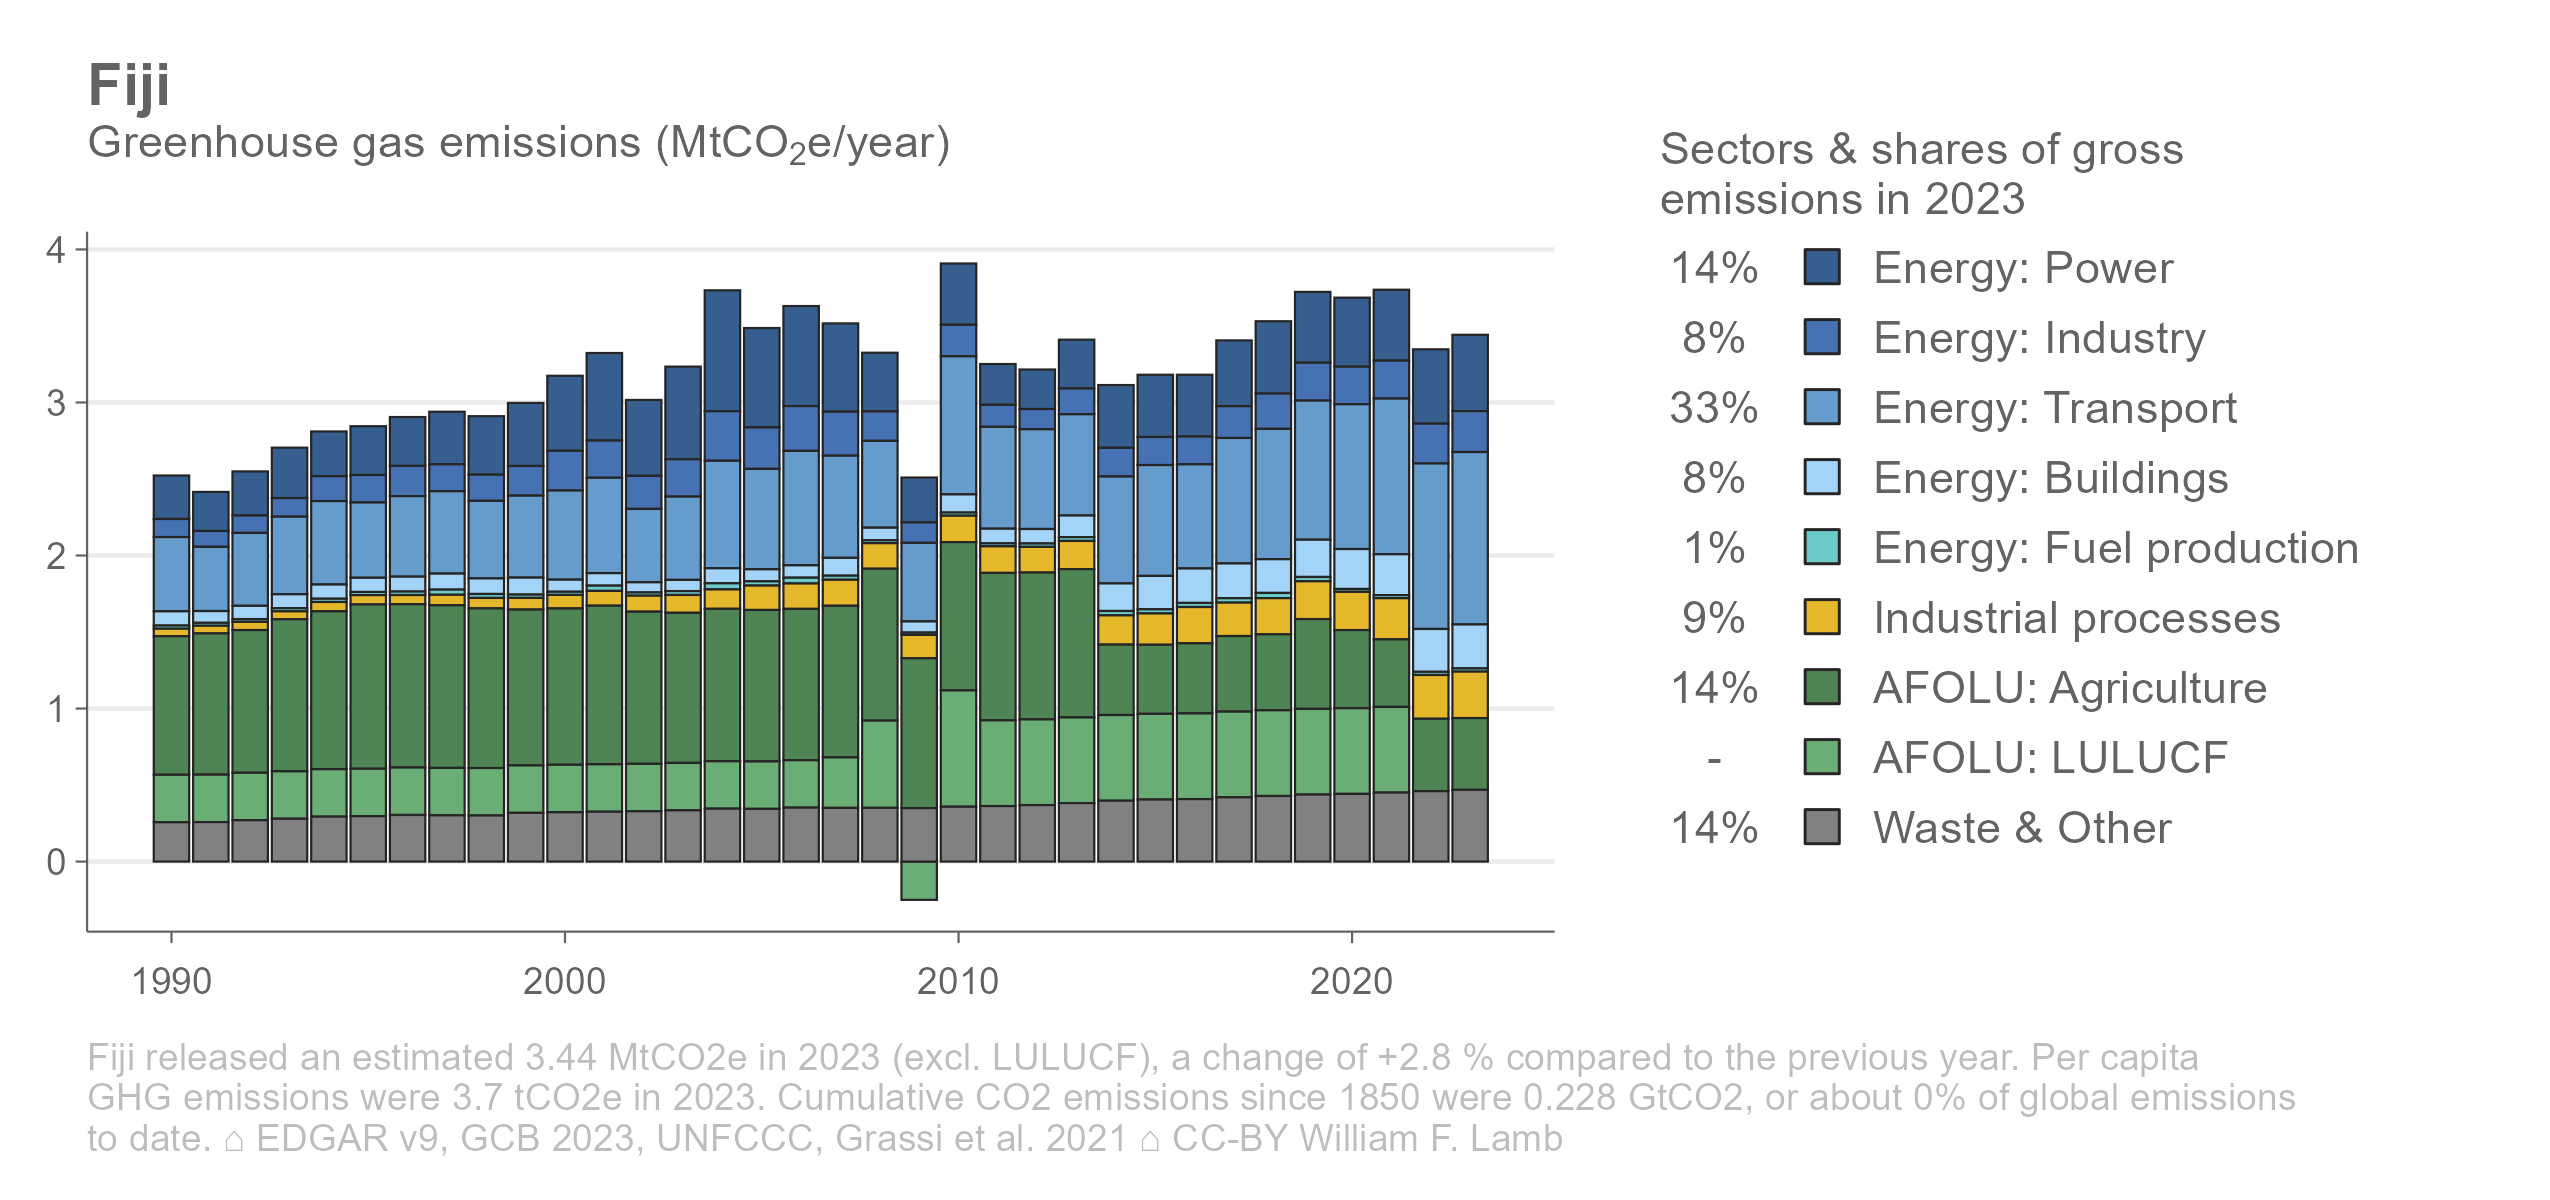 Fiji
Greenhouse gas emissions (MtCO₂e/year)
4
3
2
1
0
1990
2000
2010
2020
Sectors & shares of gross
emissions in 2023
14% Energy: Power
8% Energy: Industry
33% Energy: Transport
8% Energy: Buildings
1% Energy: Fuel production
9% Industrial processes
14% AFOLU: Agriculture
- AFOLU: LULUCF
14% Waste & Other
Fiji released an estimated 3.44 MtCO2e in 2023 (excl. LULUCF), a change of +2.8 % compared to the previous year. Per capita
GHG emissions were 3.7 tCO2e in 2023. Cumulative CO2 emissions since 1850 were 0.228 GtCO2, or about 0% of global emissions
to date. ⌂ EDGAR v9, GCB 2023, UNFCCC, Grassi et al. 2021 ⌂ CC-BY William F. Lamb